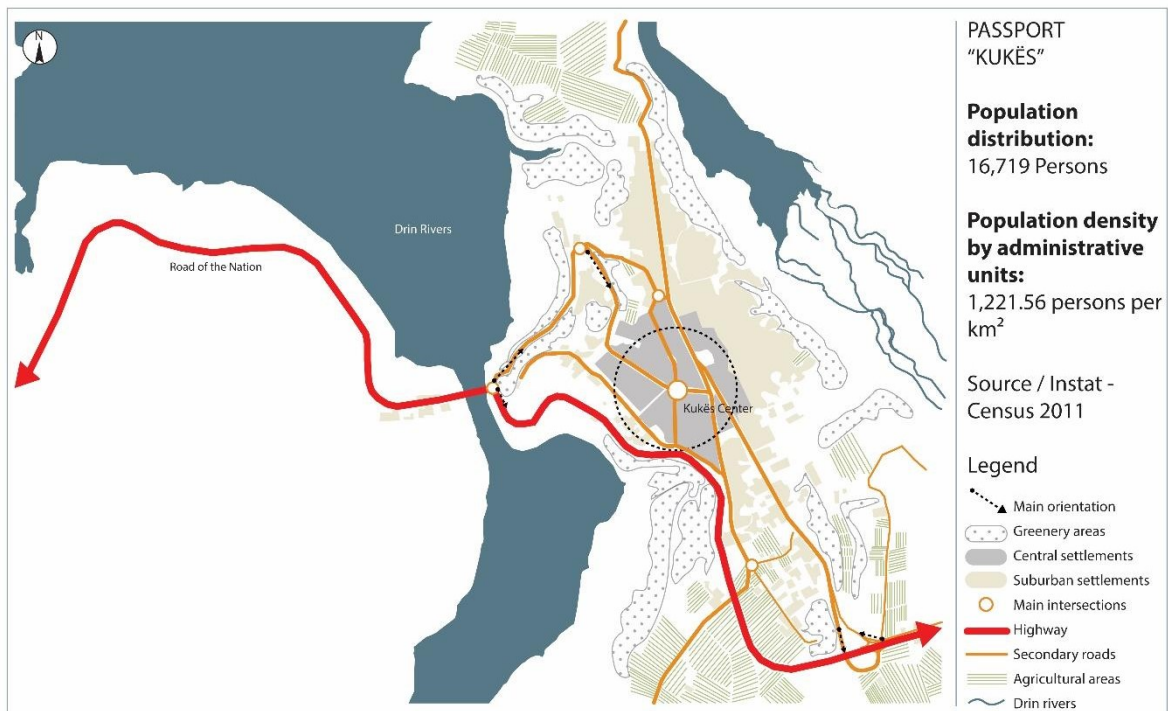 N
Drin Rivers
Road of the Nation
Kukës Center
PASSPORT
“KUKËS”
Population
distribution:
16,719 Persons
Population density
by administrative
units:
1,221.56 persons per
km²
Source / Instat -
Census 2011
Legend
Main orientation
Greenery areas
Central settlements
Suburban settlements
Main intersections
Highway
Secondary roads
Agricultural areas
Drin rivers